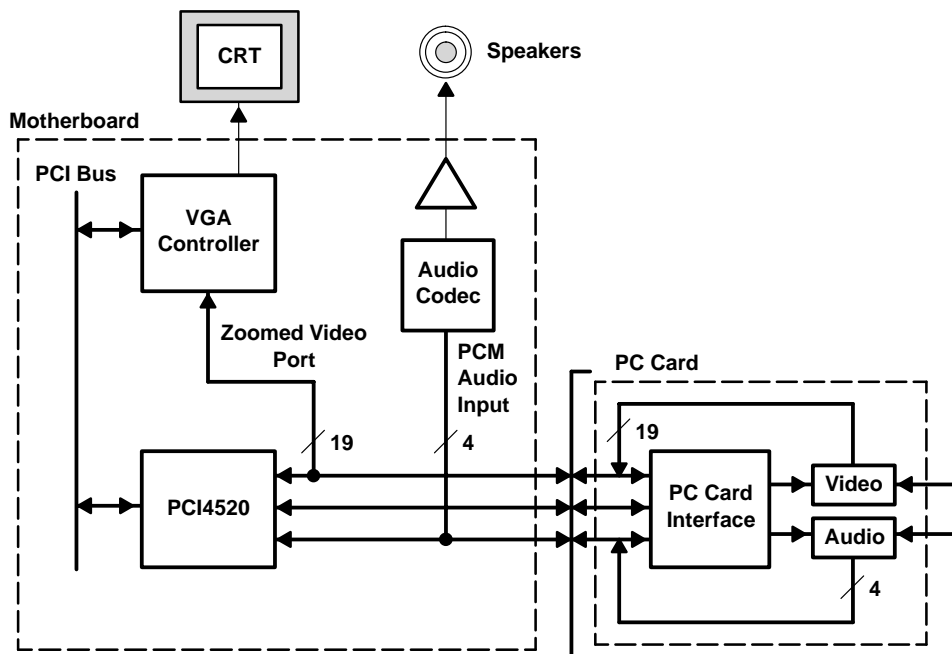 CRT
Speakers
Motherboard
PCI Bus
VGA
Controller
Audio
Codec
Zoomed Video
Port
PCM
Audio
Input
PC Card
19
4
19
PCI4520
PC Card
Interface
Video
Audio
4